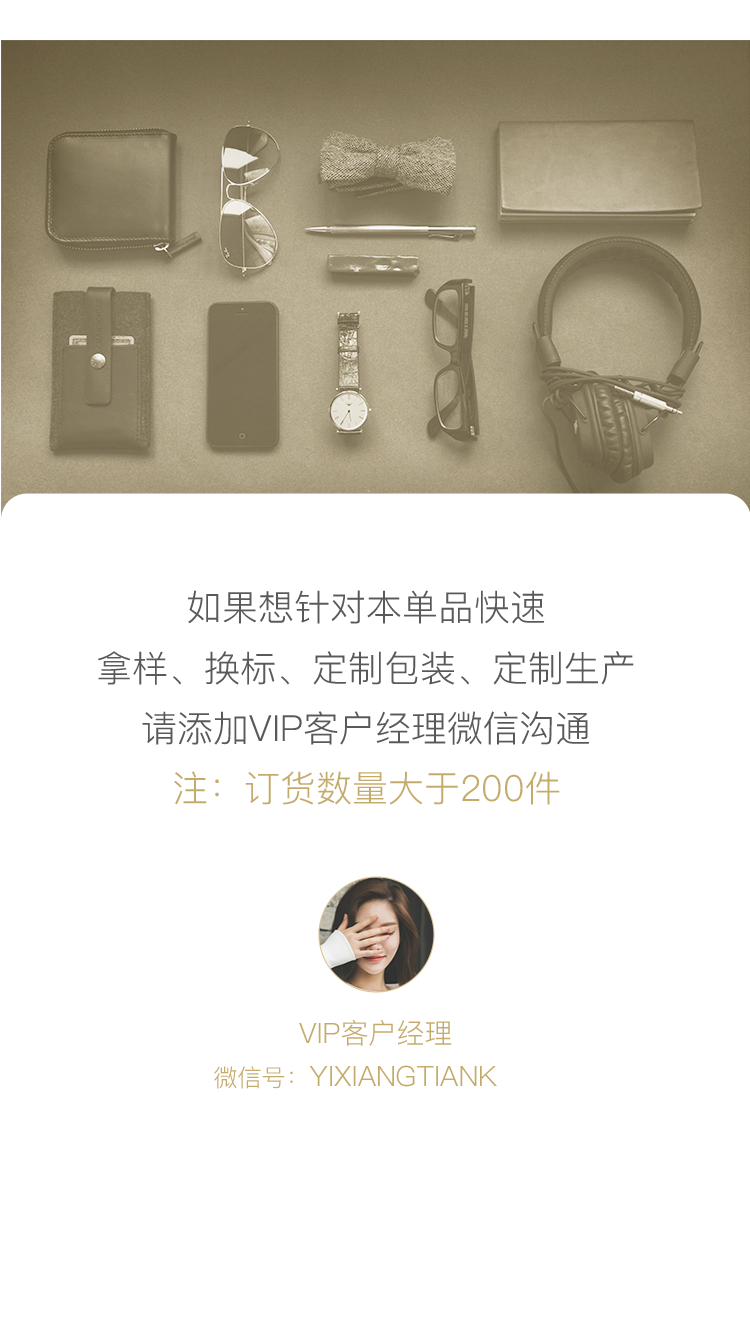 如果想针对本单品快速
拿样、换标、定制包装、定制生产
请添加VIP客户经理微信沟通
注：订货数量大于200件
VIP客户经理
微信号：YIXIANGTIANK